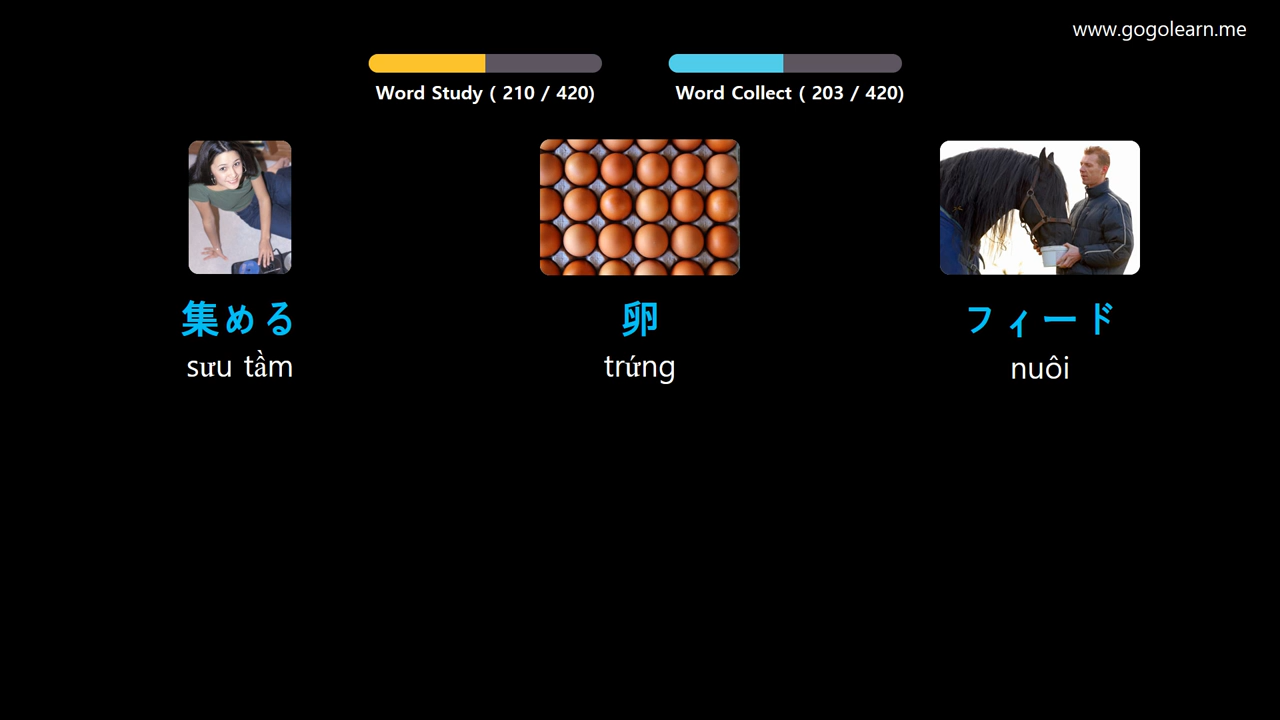 www.gogolearn.me
Word Study ( 210 / 420)
Word Collect ( 203 / 420)
集める
卵
フィード
sưu tầm
trứng
nuôi